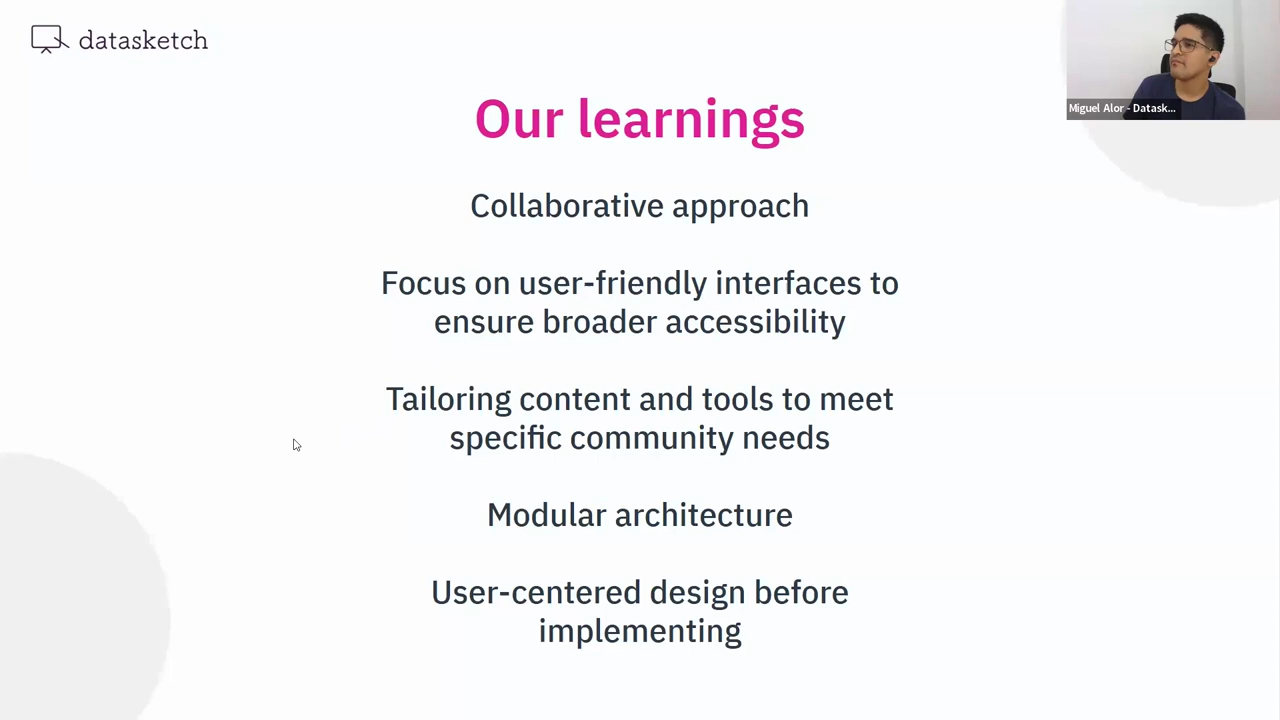 datasketch
Miguel Alor - Datask...
Our learnings
Collaborative approach
Focus on user-friendly interfaces to
ensure broader accessibility
Tailoring content and tools to meet
specific community needs
Modular architecture
User-centered design before
implementing